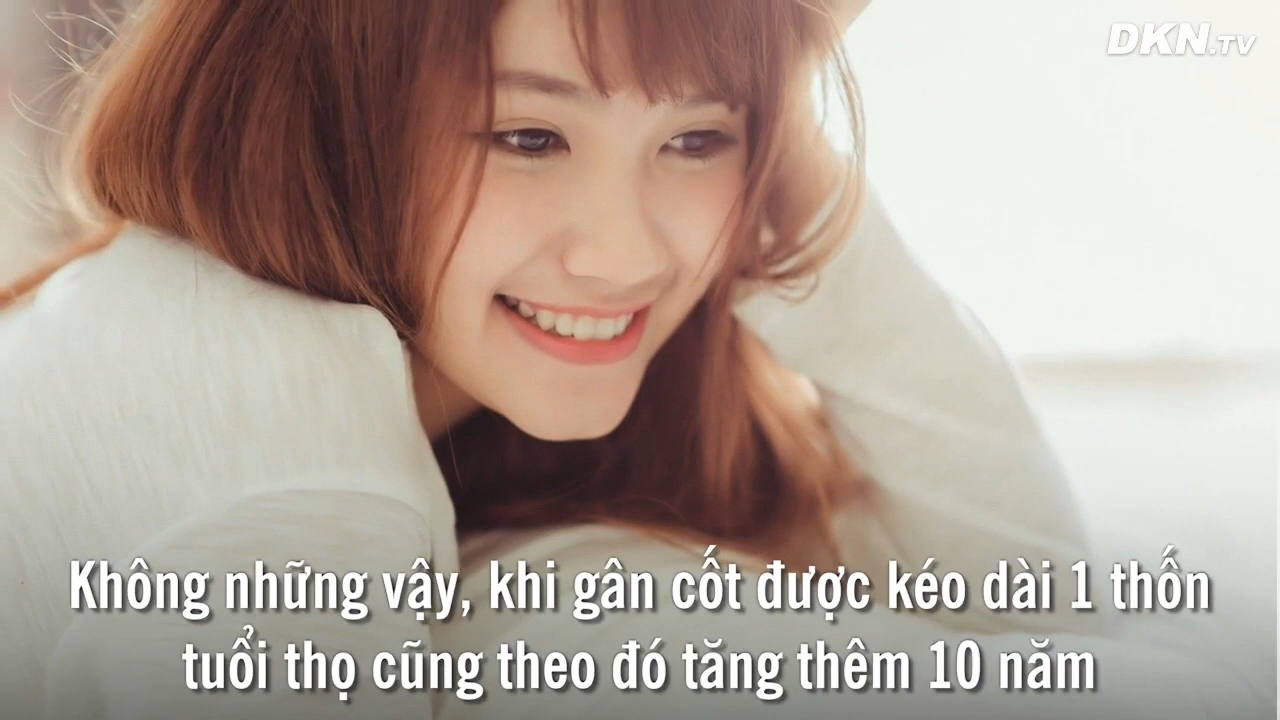 DKN.TV
Không những vậy, khi gân cốt được kéo dài 1 thốn
tuổi thọ cũng theo đó tăng thêm 10 năm